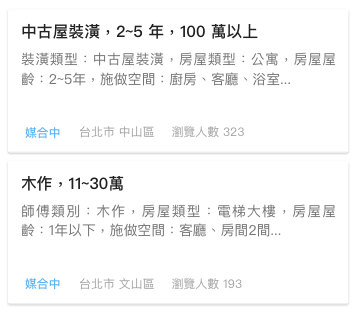 中古屋裝潢，2~5 年，100 萬以上
裝潢類型：中古屋裝潢，房屋類型：公寓，房屋屋
齡：2~5年，施做空間：廚房、客廳、浴室...
媒合中 台北市 中山區 瀏覽人數 323
木作，11~30萬
師傅類別：木作，房屋類型：電梯大樓，房屋屋
齡：1年以下，施做空間：客廳、房間2間...
媒合中 台北市 文山區 瀏覽人數 193